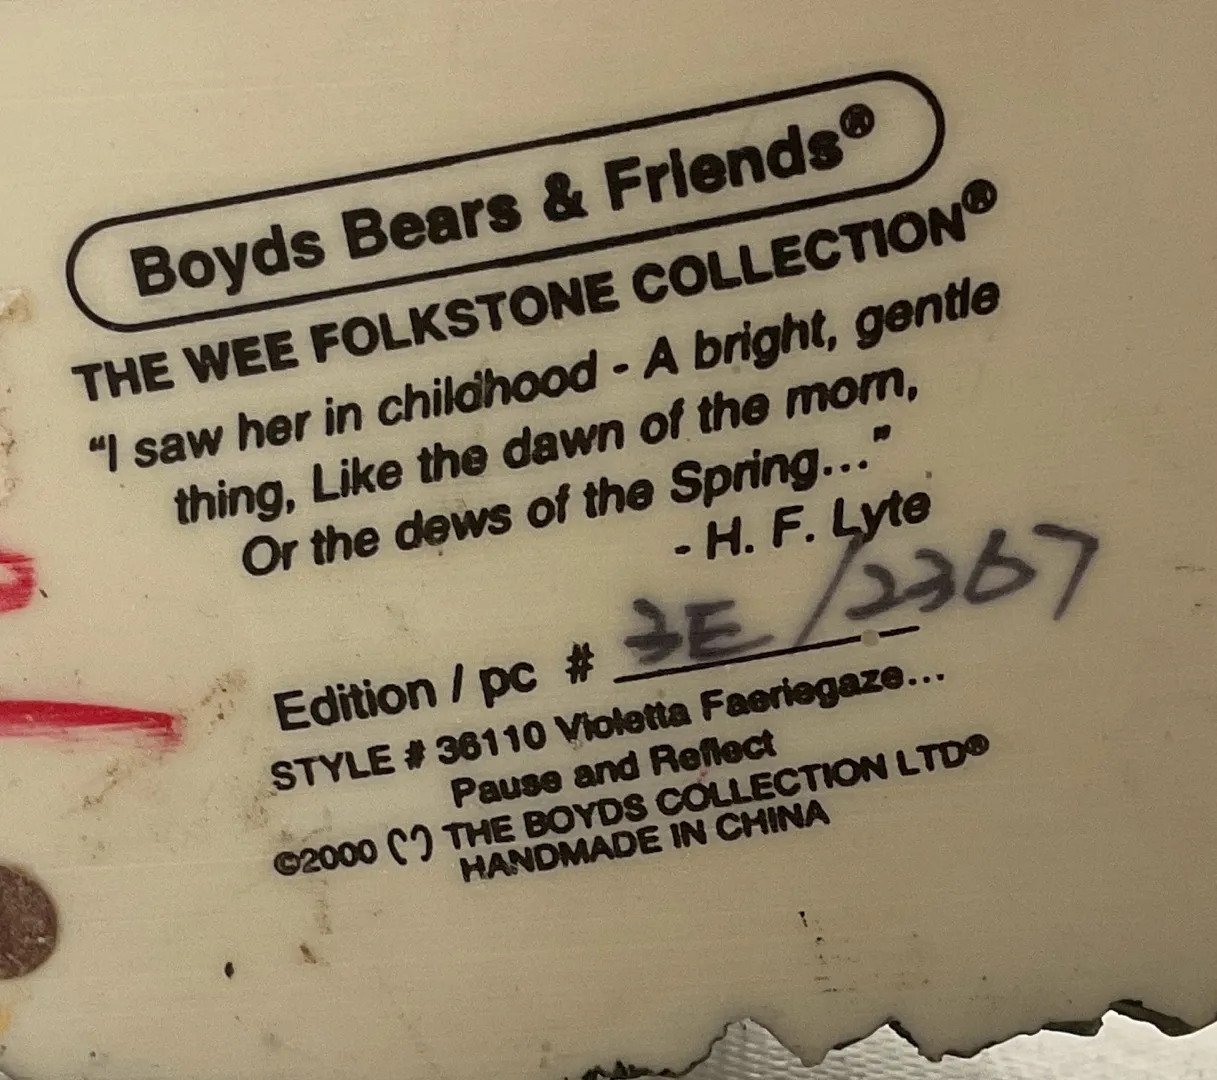 Boyds Bears & Friends®
THE WEE FOLKSTONE COLLECTION®
“I saw her in childhood - A bright, gentle
thing, Like the dawn of the morn,
Or the dews of the Spring...”
- H. F. Lyte
Edition / pc # 3E/2367
STYLE # 36110 Violetta Faeriegaze...
Pause and Reflect
©2000 THE BOYDS COLLECTION LTD®
HANDMADE IN CHINA